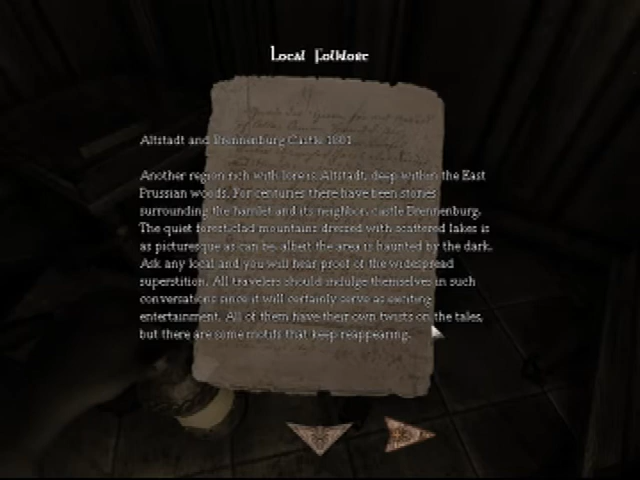 Local Folklore
Altstadt and Brennenburg Castle 1801
Another region rich with lore is Altstadt, deep within the East
Prussian woods. For centuries there have been stories
surrounding the hamlet and its neighbor, castle Brennenburg.
The quiet forest-clad mountains dressed with scattered lakes is
as picturesque as can be, albeit the area is haunted by the dark.
Ask any local and you will hear proof of the widespread
superstition. All travelers should indulge themselves in such
conversations since it will certainly serve as exciting
entertainment. All of them have their own twists on the tales,
but there are some motifs that keep reappearing.